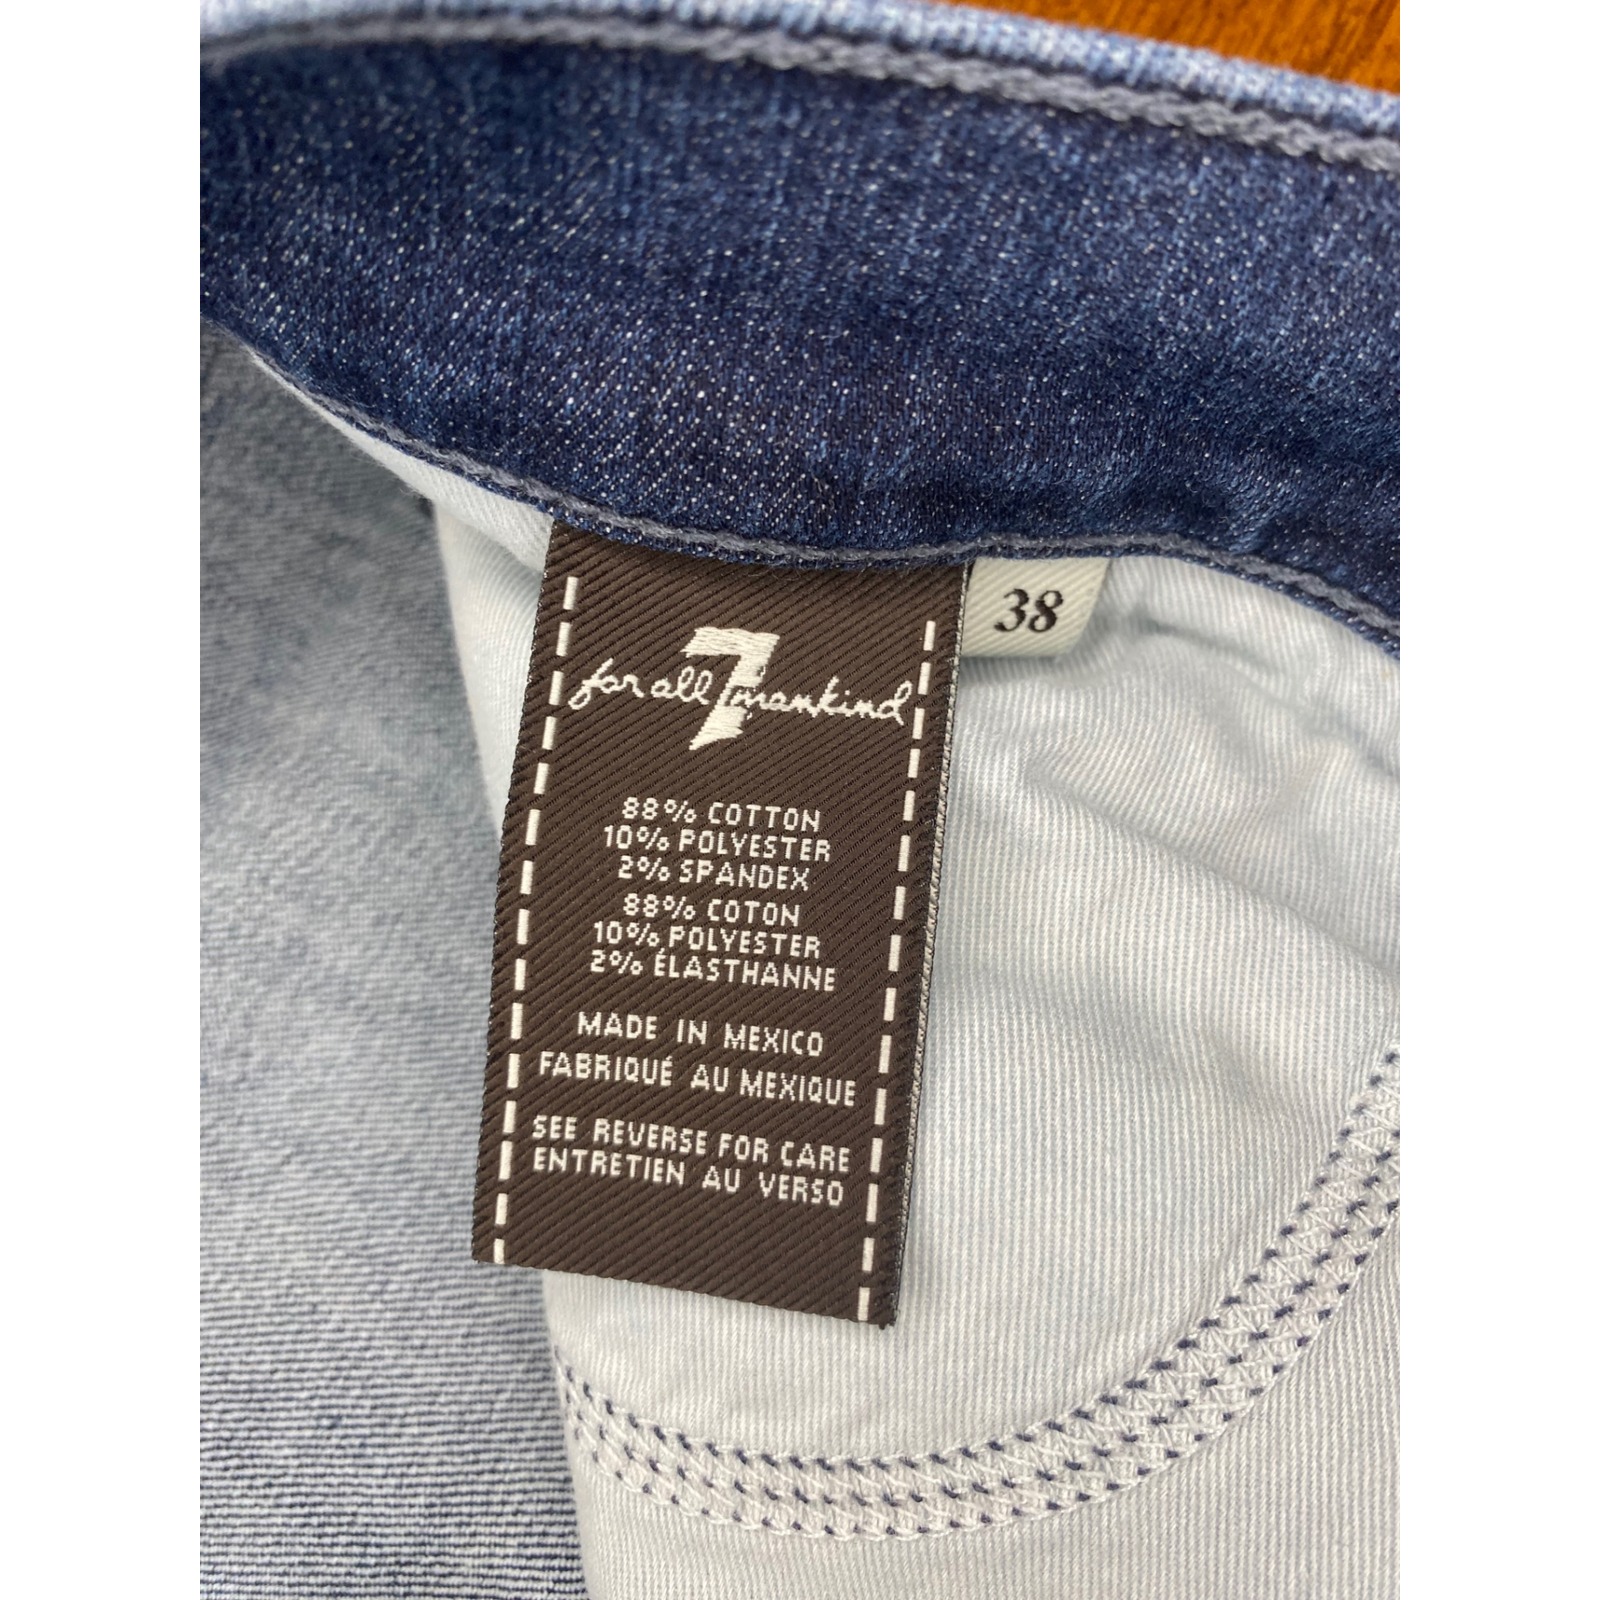 for all 7 mankind
38
88% COTTON
10% POLYESTER
2% SPANDEX
88% COTON
10% POLYESTER
2% ÉLASTHANNE
MADE IN MEXICO
FABRIQUÉ AU MEXIQUE
SEE REVERSE FOR CARE
ENTRETIEN AU VERSO